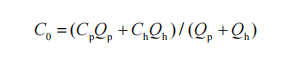 C₀ =(CₚQₚ + CₕQₕ) / (Qₚ +Qₕ)